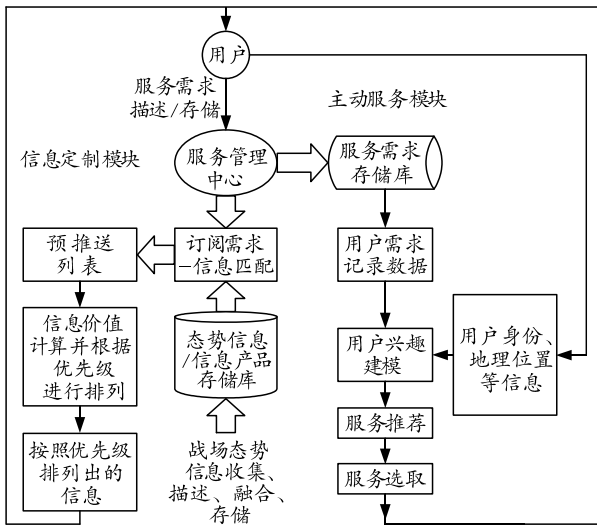 用户
服务需求
描述/存储
主动服务模块
信息定制模块
服务管理
中心
服务需求
存储库
预推送
列表
订阅需求
-信息匹配
用户需求
记录数据
信息价值
计算并根据
优先级
进行排列
态势信息
/信息产品
存储库
用户兴趣
建模
用户身份、
地理位置
等信息
服务推荐
按照优先级
排列出的
信息
战场态势
信息收集、
描述、融合、
存储
服务选取